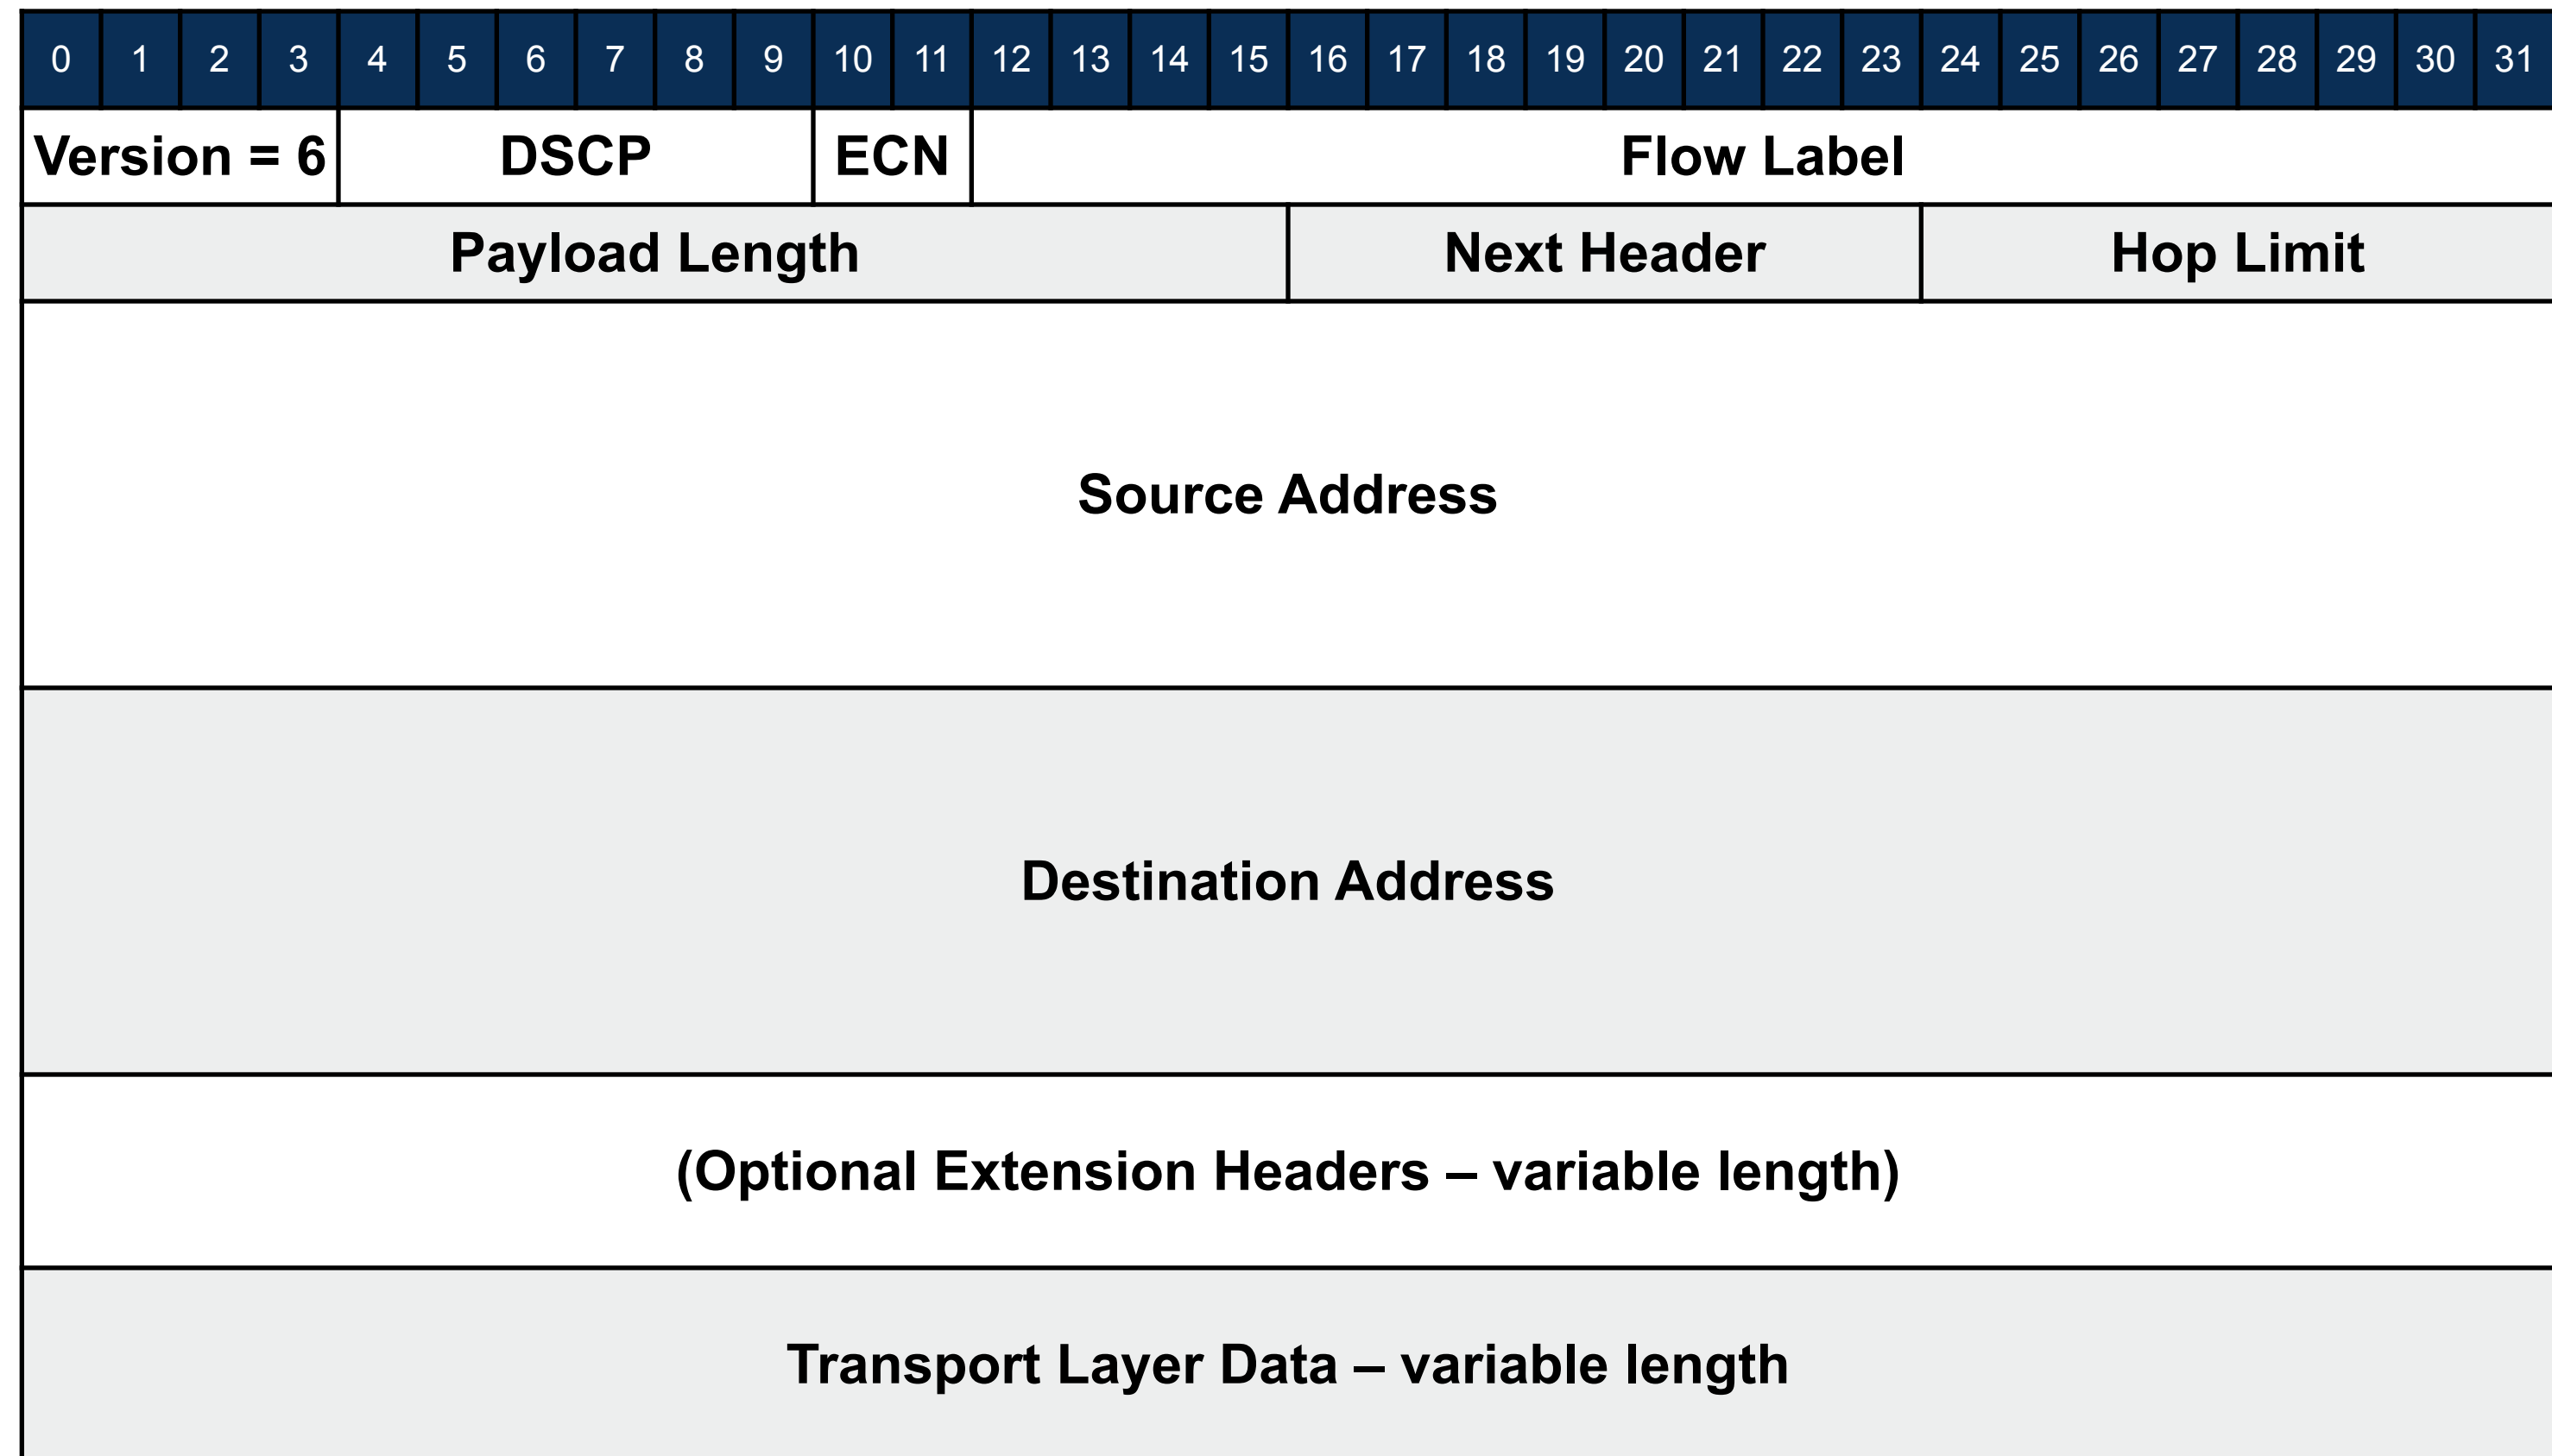 0 1 2 3 4 5 6 7 8 9 10 11 12 13 14 15 16 17 18 19 20 21 22 23 24 25 26 27 28 29 30 31
Version = 6 DSCP ECN Flow Label
Payload Length Next Header Hop Limit
Source Address
Destination Address
(Optional Extension Headers – variable length)
Transport Layer Data – variable length